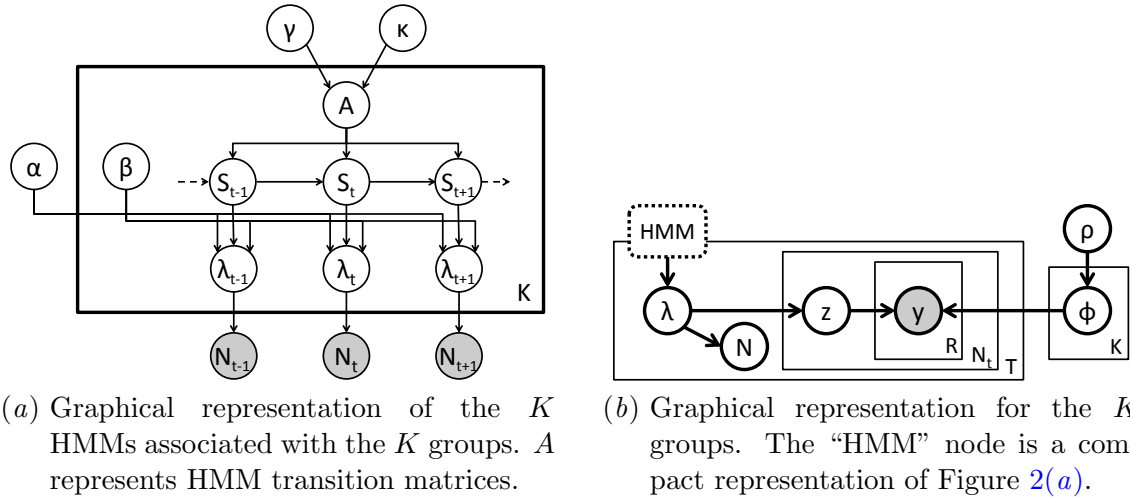 γ κ
A
α β S_{t-1} S_t S_{t+1}
λ_{t-1} λ_t λ_{t+1}
K
N_{t-1} N_t N_{t+1}
(a) Graphical representation of the K
HMMs associated with the K groups. A
represents HMM transition matrices.
HMM ρ
λ z y ϕ
N R N_t T K
(b) Graphical representation for the K
groups. The “HMM” node is a com-
pact representation of Figure 2(a).